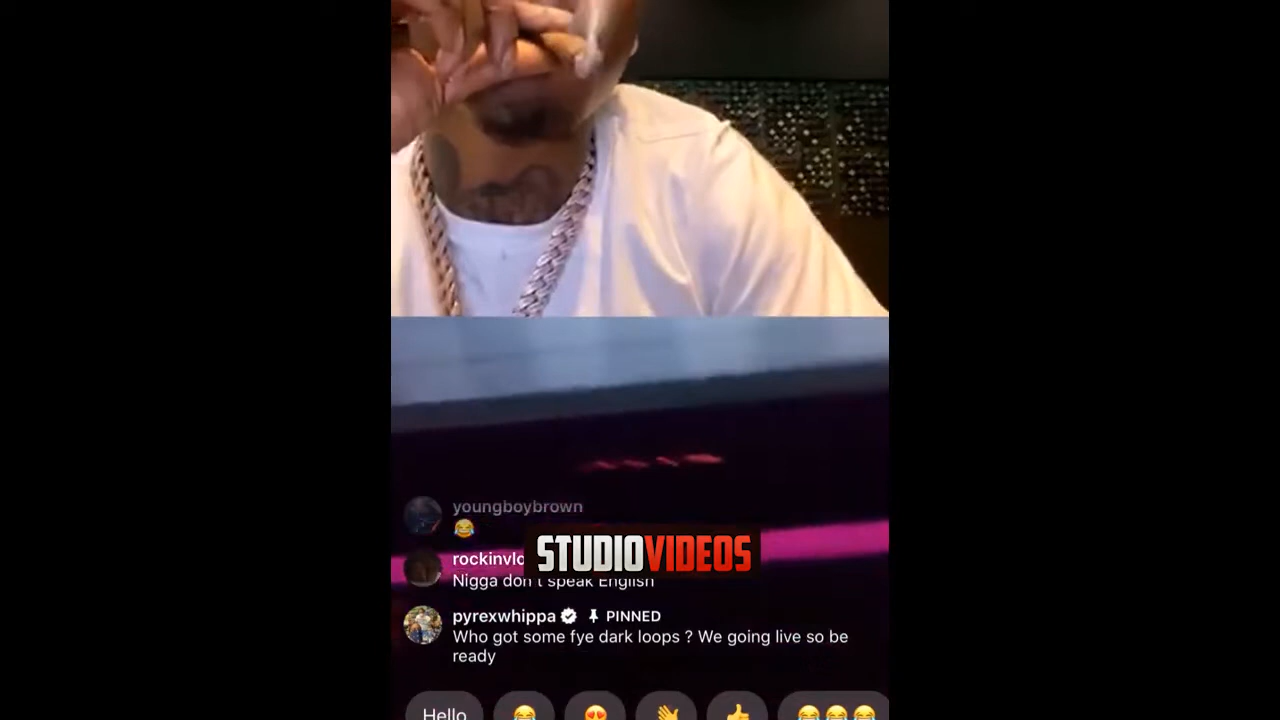 youngboybrown
😂
rockinvlo
STUDIOVIDEOS
Nigga don't speak English
pyrexwhippa PINNED
Who got some fye dark loops ? We going live so be
ready
Hello 😂 😍 👋 👍 😂😂😂